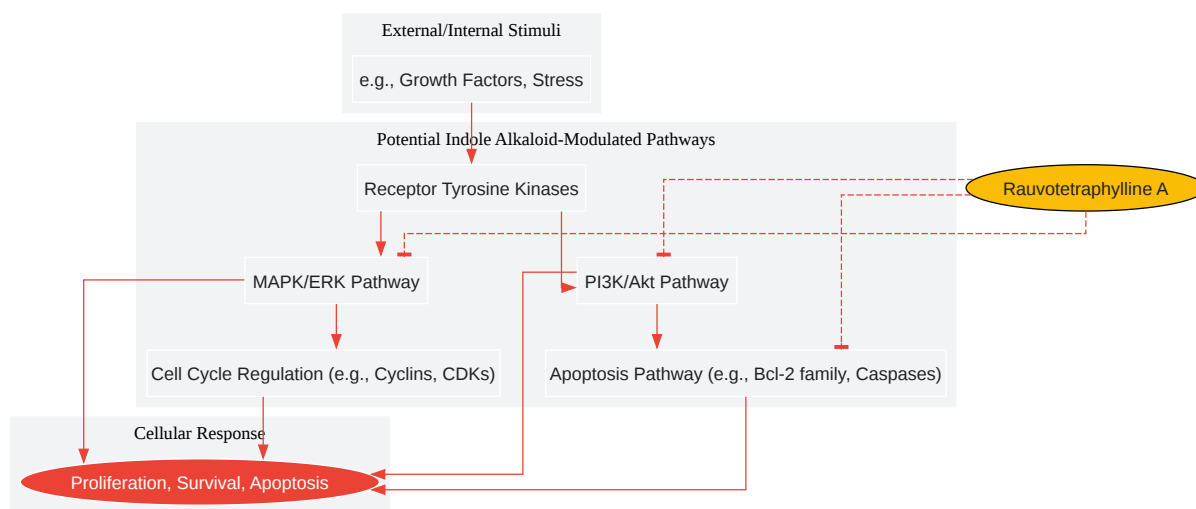 External/Internal Stimuli
e.g., Growth Factors, Stress
Potential Indole Alkaloid-Modulated Pathways
Receptor Tyrosine Kinases
Rauvotetraphylline A
MAPK/ERK Pathway
PI3K/Akt Pathway
Cell Cycle Regulation (e.g., Cyclins, CDKs)
Apoptosis Pathway (e.g., Bcl-2 family, Caspases)
Cellular Response
Proliferation, Survival, Apoptosis